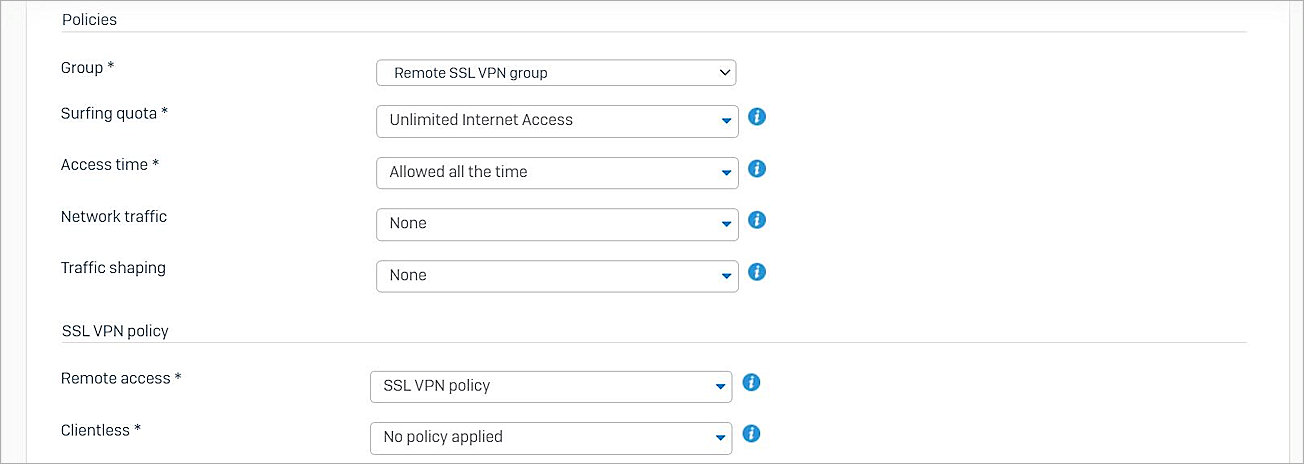 Policies
Group *
Remote SSL VPN group
Surfing quota *
Unlimited Internet Access
Access time *
Allowed all the time
Network traffic
None
Traffic shaping
None
SSL VPN policy
Remote access *
SSL VPN policy
Clientless *
No policy applied